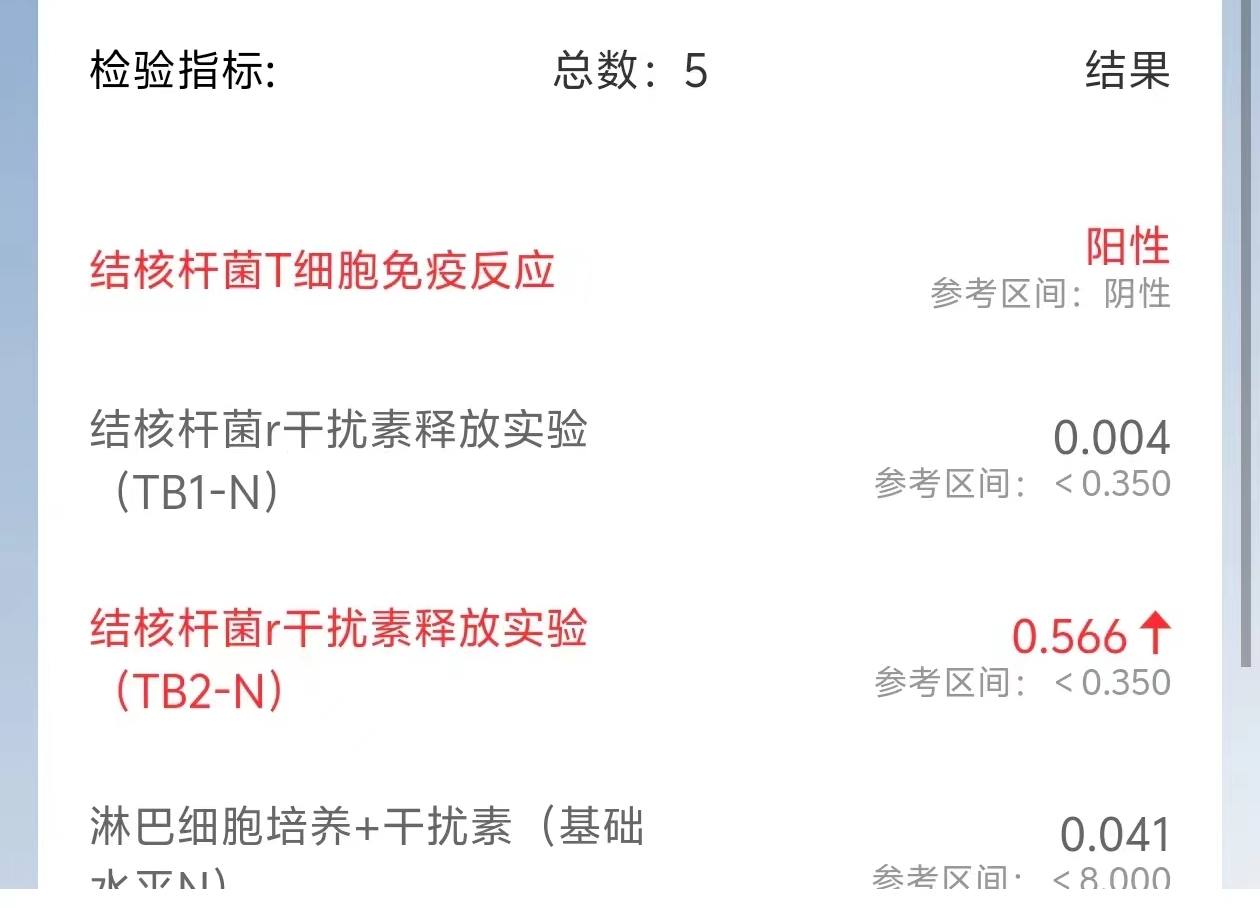 检验指标: 总数：5 结果
结核杆菌T细胞免疫反应 阳性
参考区间：阴性
结核杆菌r干扰素释放实验 0.004
（TB1-N） 参考区间：＜0.350
结核杆菌r干扰素释放实验 0.566↑
（TB2-N） 参考区间：＜0.350
淋巴细胞培养+干扰素（基础 0.041
水平N） 参考区间：＜8.000